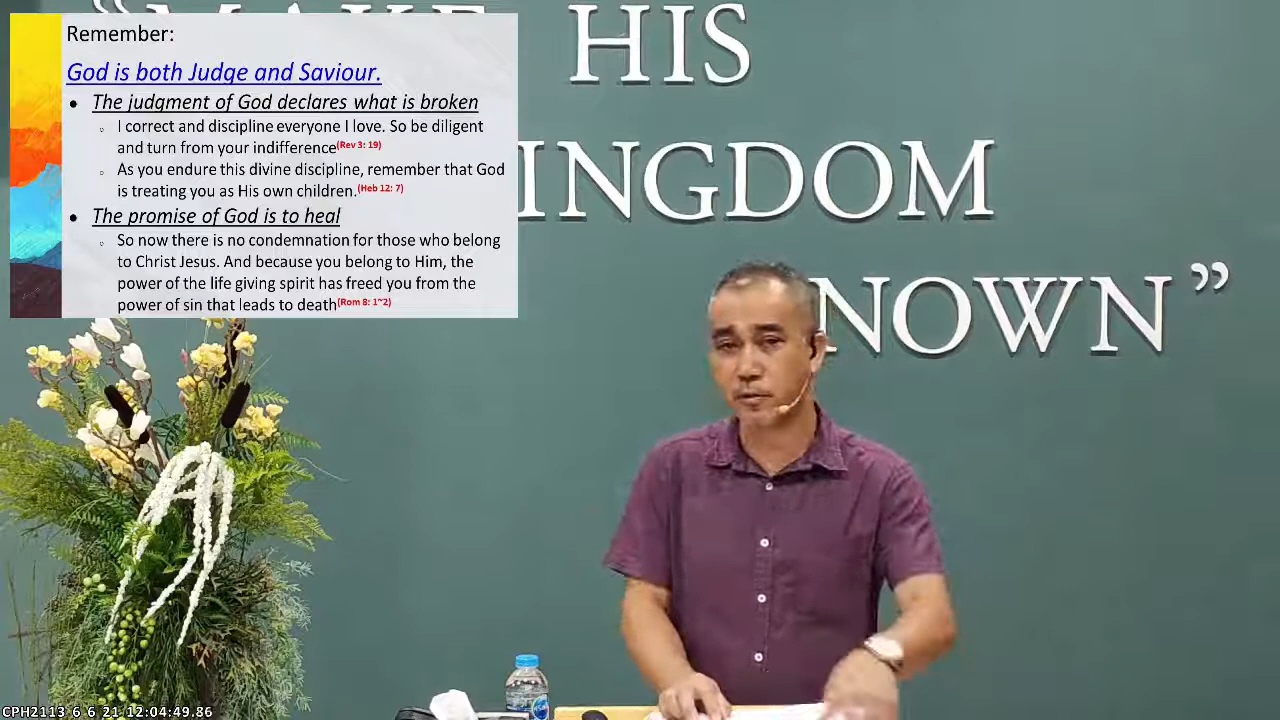 “MAKE HIS
INGDOM
NOWN”
Remember:
God is both Judge and Saviour.
• The judgment of God declares what is broken
I correct and discipline everyone I love. So be diligent
and turn from your indifference(Rev 3: 19)
As you endure this divine discipline, remember that God
is treating you as His own children.(Heb 12: 7)
• The promise of God is to heal
So now there is no condemnation for those who belong
to Christ Jesus. And because you belong to Him, the
power of the life giving spirit has freed you from the
power of sin that leads to death(Rom 8: 1~2)
CPH2113 6 6 21 12:04:49.86